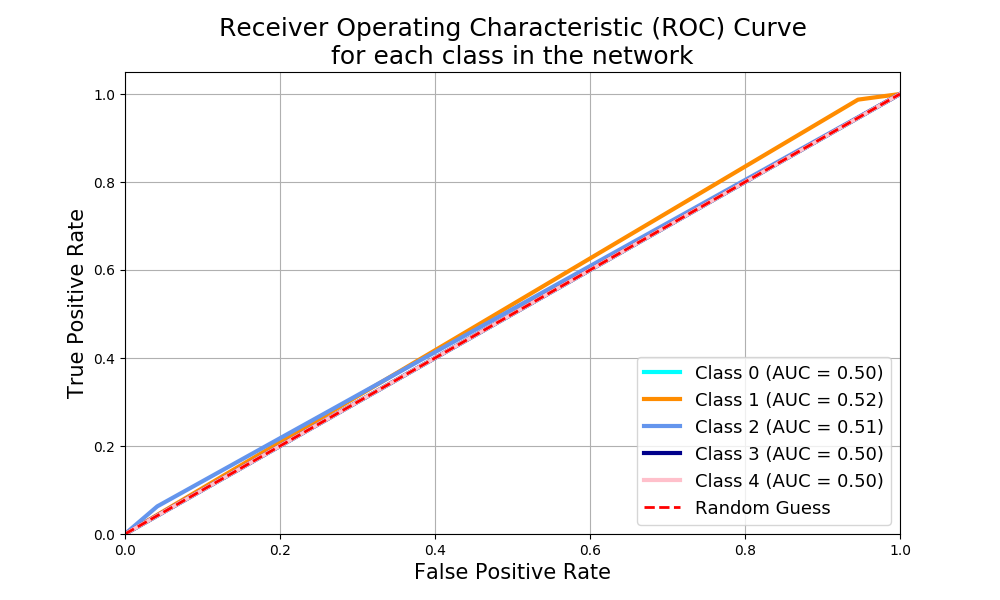 Receiver Operating Characteristic (ROC) Curve
for each class in the network
True Positive Rate
1.0
0.8
0.6
0.4
0.2
0.0
0.0 0.2 0.4 0.6 0.8 1.0
False Positive Rate
Class 0 (AUC = 0.50)
Class 1 (AUC = 0.52)
Class 2 (AUC = 0.51)
Class 3 (AUC = 0.50)
Class 4 (AUC = 0.50)
Random Guess